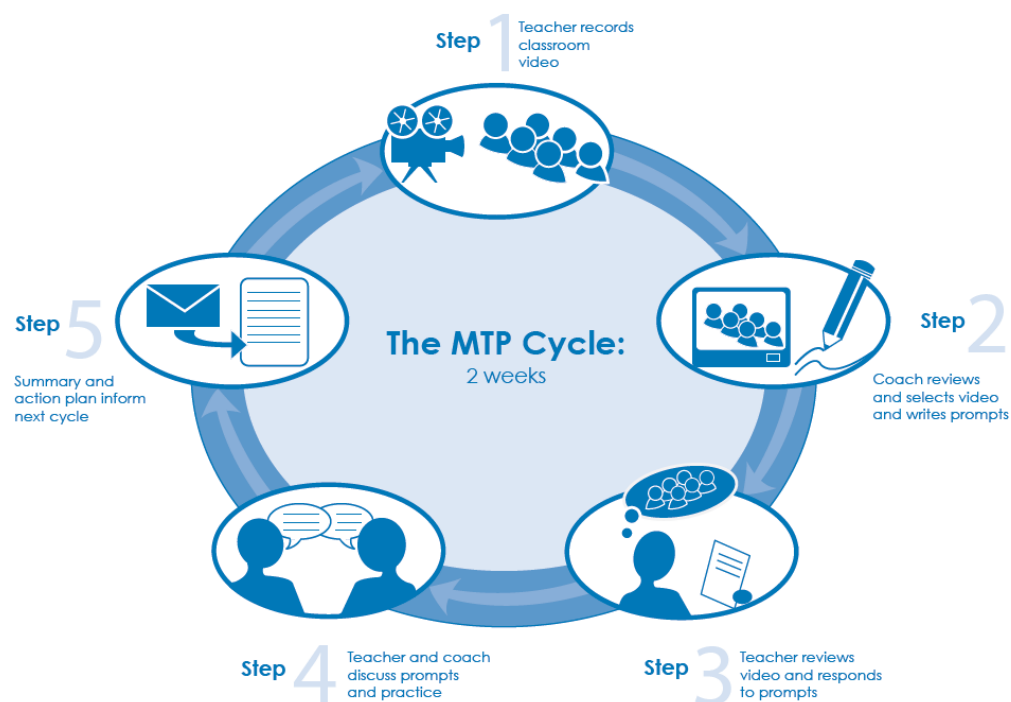 Step 1
Teacher records
classroom
video
Step 2
Coach reviews
and selects video
and writes prompts
Step 3
Teacher reviews
video and responds
to prompts
Step 4
Teacher and coach
discuss prompts
and practice
Step 5
Summary and
action plan inform
next cycle
The MTP Cycle:
2 weeks